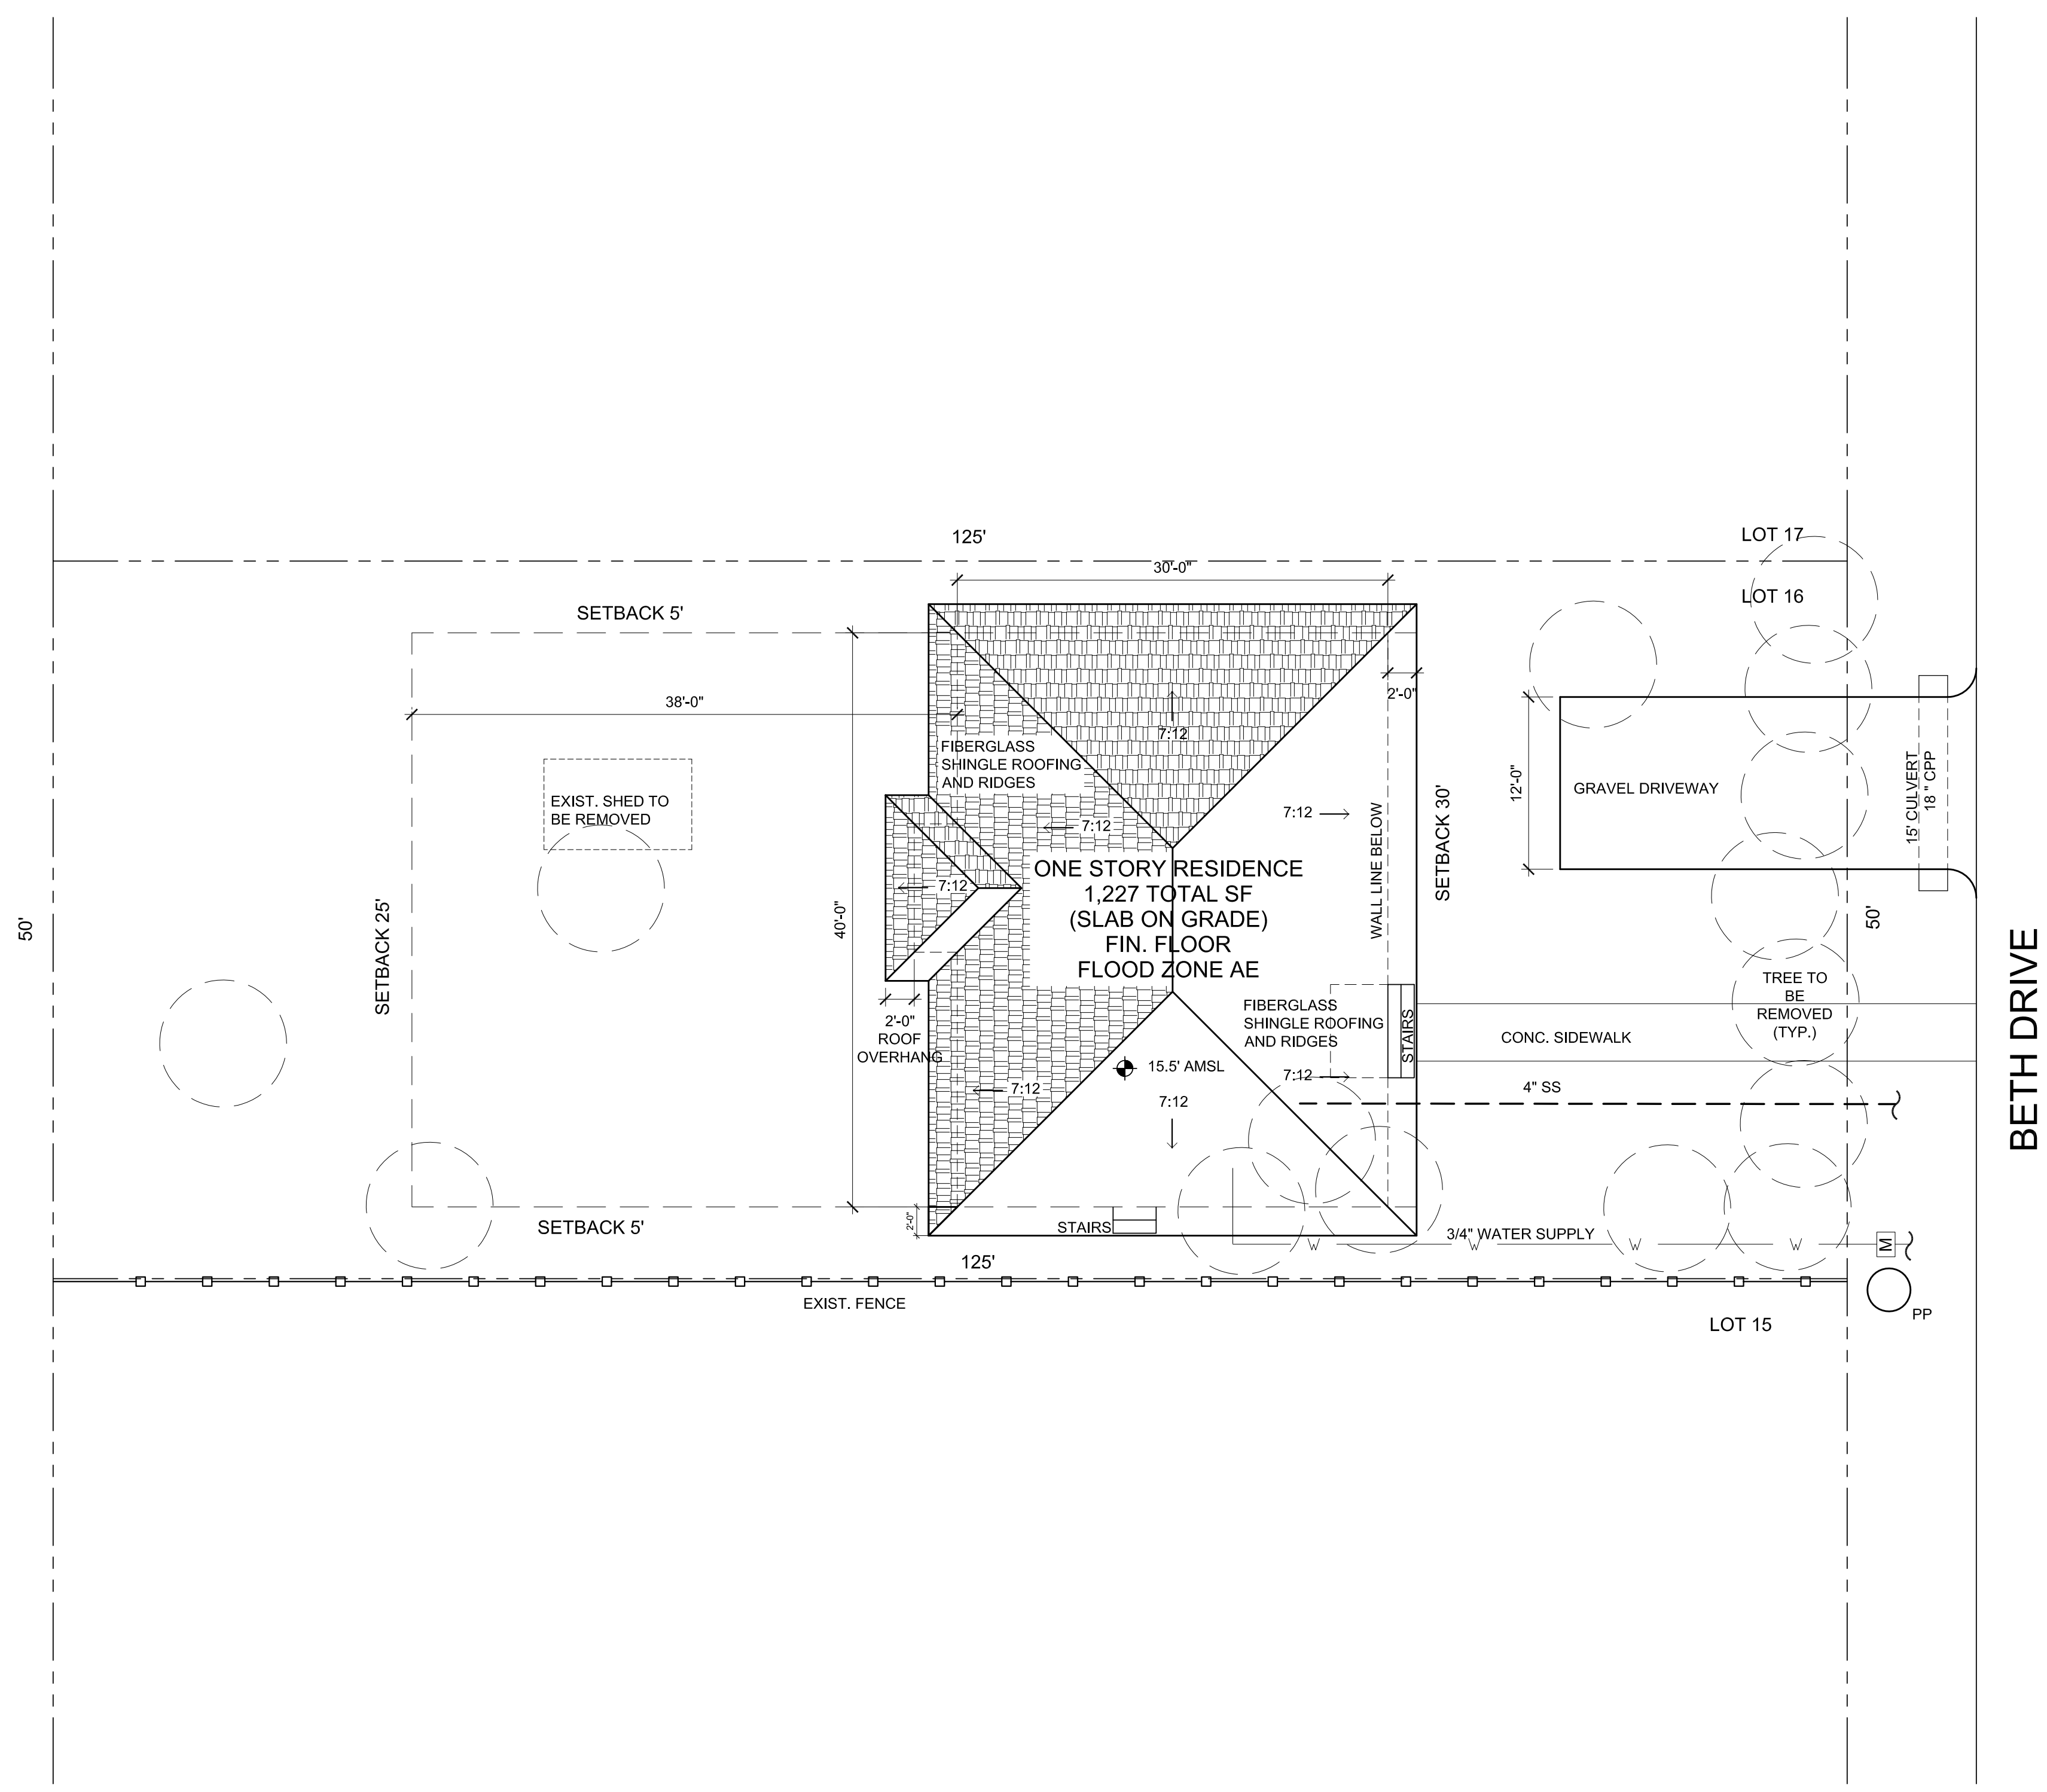 125'
LOT 17
30'-0"
LOT 16
SETBACK 5'
2'-0"
38'-0"
7:12
FIBERGLASS
SHINGLE ROOFING
AND RIDGES
EXIST. SHED TO
BE REMOVED
7:12
7:12
7:12
WALL LINE BELOW
SETBACK 30'
12'-0"
GRAVEL DRIVEWAY
15' CULVERT
18 " CPP
ONE STORY RESIDENCE
1,227 TOTAL SF
(SLAB ON GRADE)
FIN. FLOOR
FLOOD ZONE AE
50'
SETBACK 25'
40'-0"
50'
BETH DRIVE
TREE TO
BE
REMOVED
(TYP.)
2'-0"
ROOF
OVERHANG
FIBERGLASS
SHINGLE ROOFING
AND RIDGES
STAIRS
CONC. SIDEWALK
15.5' AMSL
7:12
7:12
7:12
4" SS
2'-0"
SETBACK 5'
STAIRS
3/4" WATER SUPPLY
W W W W
M
125'
EXIST. FENCE
PP
LOT 15